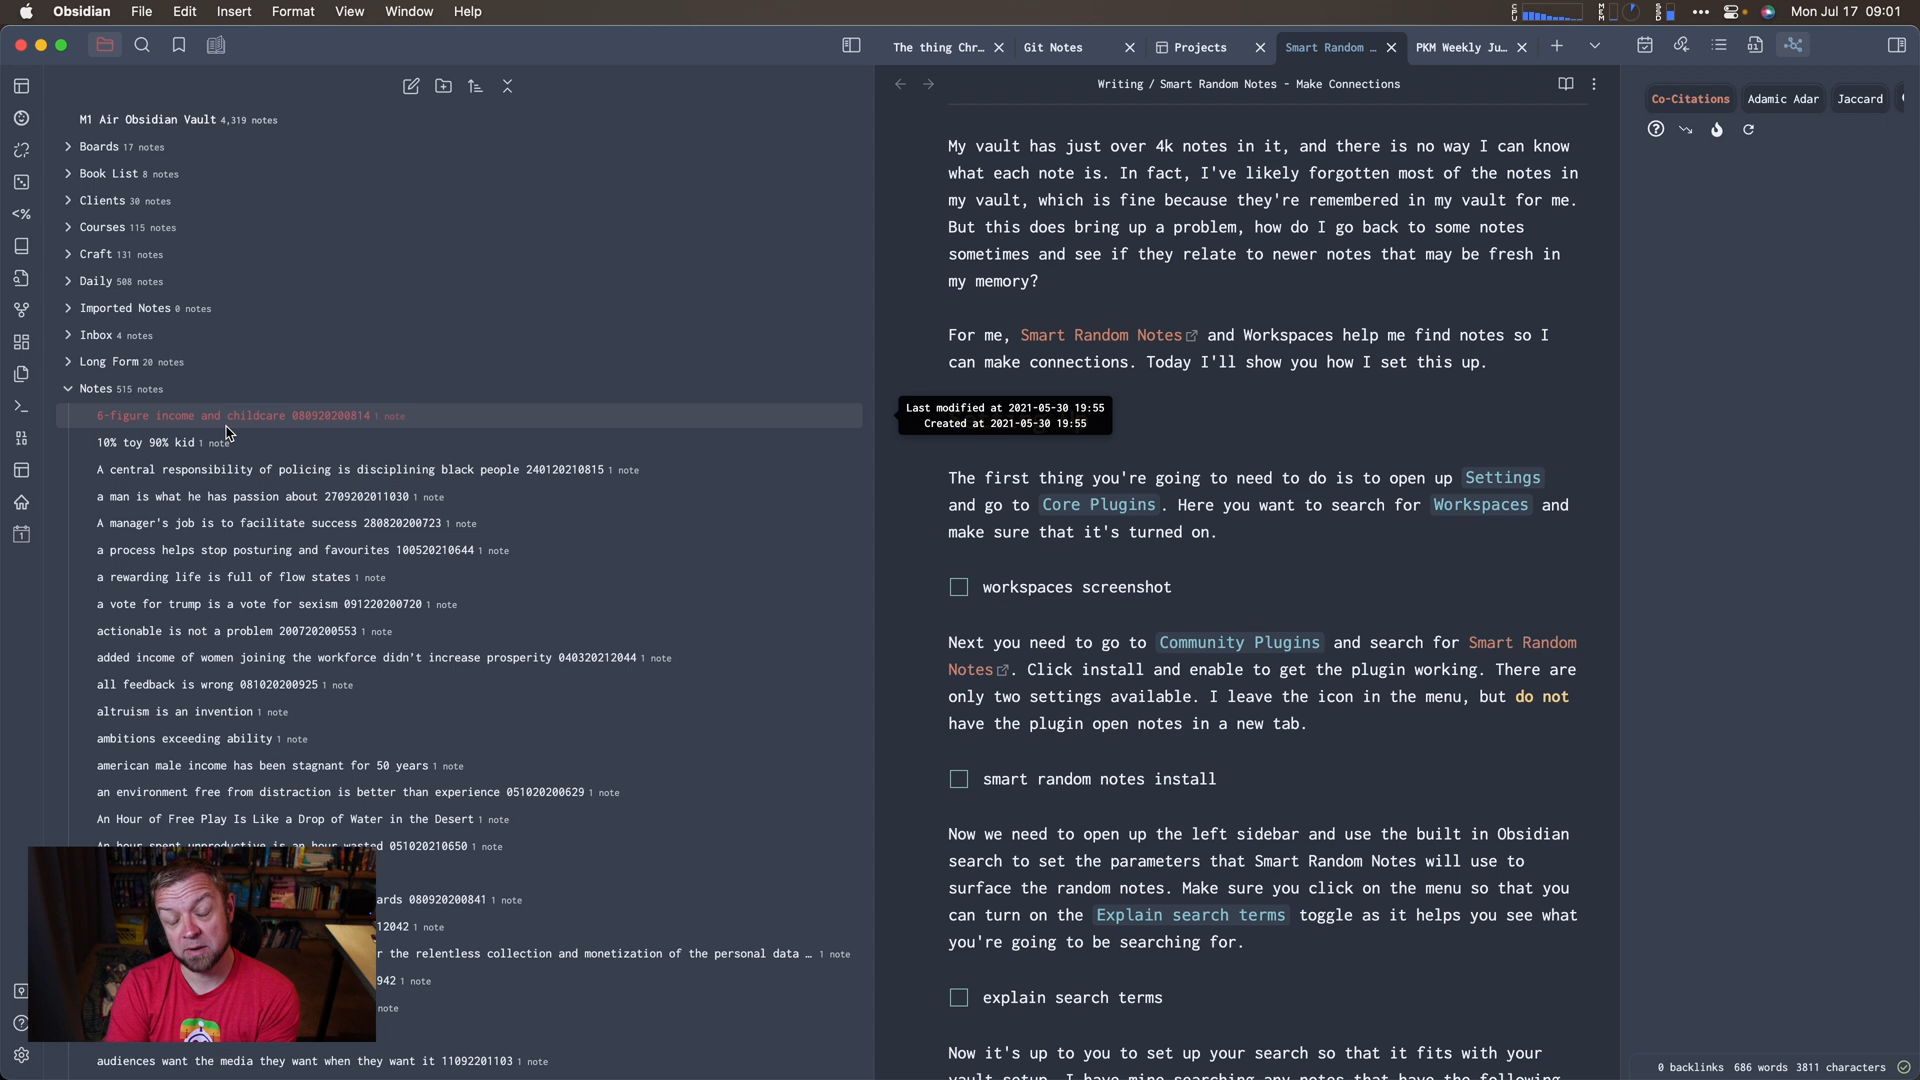 Obsidian File Edit Insert Format View Window Help
Mon Jul 17 09:01
The thing Chr… Git Notes Projects Smart Random … PKM Weekly Ju…
Writing / Smart Random Notes - Make Connections
Co-Citations Adamic Adar Jaccard
M1 Air Obsidian Vault 4,319 notes
Boards 17 notes
Book List 8 notes
Clients 30 notes
Courses 115 notes
Craft 131 notes
Daily 508 notes
Imported Notes 0 notes
Inbox 4 notes
Long Form 20 notes
Notes 515 notes
6-figure income and childcare 080920200814 1 note
10% toy 90% kid 1 note
A central responsibility of policing is disciplining black people 240120210815 1 note
a man is what he has passion about 2709202011030 1 note
A manager's job is to facilitate success 280820200723 1 note
a process helps stop posturing and favourites 100520210644 1 note
a rewarding life is full of flow states 1 note
a vote for trump is a vote for sexism 091220200720 1 note
actionable is not a problem 200720200553 1 note
added income of women joining the workforce didn't increase prosperity 040320212044 1 note
all feedback is wrong 081020200925 1 note
altruism is an invention 1 note
ambitions exceeding ability 1 note
american male income has been stagnant for 50 years 1 note
an environment free from distraction is better than experience 051020200629 1 note
An Hour of Free Play Is Like a Drop of Water in the Desert 1 note
An hour spent unproductive is an hour wasted 051020210650 1 note
ards 080920200841 1 note
12042 1 note
r the relentless collection and monetization of the personal data … 1 note
942 1 note
note
audiences want the media they want when they want it 11092201103 1 note
My vault has just over 4k notes in it, and there is no way I can know
what each note is. In fact, I've likely forgotten most of the notes in
my vault, which is fine because they're remembered in my vault for me.
But this does bring up a problem, how do I go back to some notes
sometimes and see if they relate to newer notes that may be fresh in
my memory?
For me, Smart Random Notes and Workspaces help me find notes so I
can make connections. Today I'll show you how I set this up.
Last modified at 2021-05-30 19:55
Created at 2021-05-30 19:55
The first thing you're going to need to do is to open up Settings
and go to Core Plugins. Here you want to search for Workspaces and
make sure that it's turned on.
workspaces screenshot
Next you need to go to Community Plugins and search for Smart Random
Notes. Click install and enable to get the plugin working. There are
only two settings available. I leave the icon in the menu, but do not
have the plugin open notes in a new tab.
smart random notes install
Now we need to open up the left sidebar and use the built in Obsidian
search to set the parameters that Smart Random Notes will use to
surface the random notes. Make sure you click on the menu so that you
can turn on the Explain search terms toggle as it helps you see what
you're going to be searching for.
explain search terms
Now it's up to you to set up your search so that it fits with your
vault setup. I have mine searching any notes that have the following
0 backlinks 686 words 3811 characters